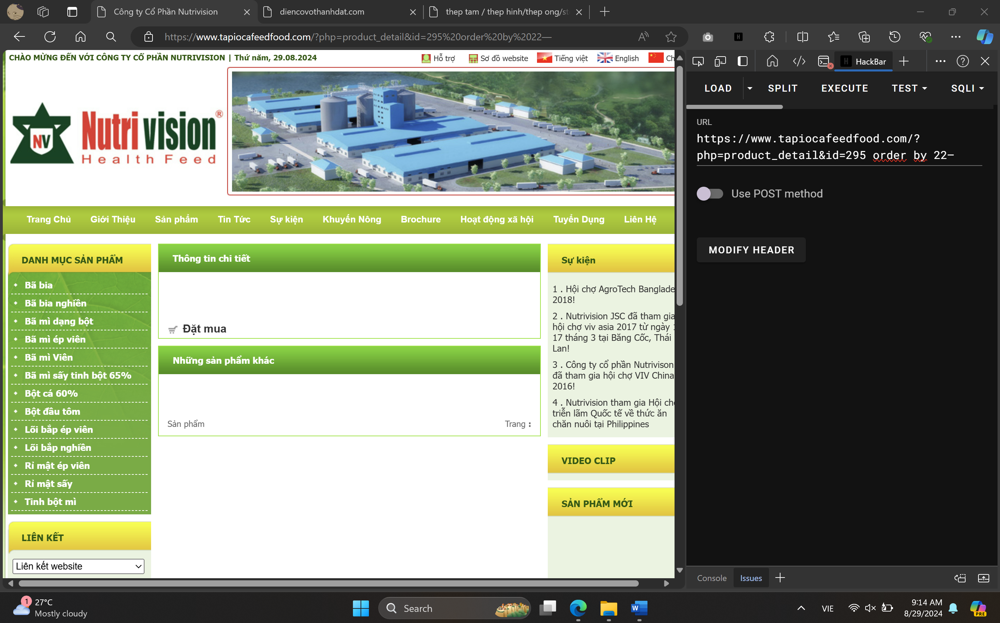 Công ty Cổ Phần Nutrivision
diencovothanhdat.com
thep tam / thep hinh/thep ong/st
https://www.tapiocafeedfood.com/?php=product_detail&id=295%20order%20by%2022—
CHÀO MỪNG ĐẾN VỚI CÔNG TY CỔ PHẦN NUTRIVISION | Thứ năm, 29.08.2024
Hỗ trợ
Sơ đồ website
Tiếng việt
English
Ch
NV
Nutri vision®
Health Feed
Trang Chủ
Giới Thiệu
Sản phẩm
Tin Tức
Sự kiện
Khuyến Nông
Brochure
Hoạt động xã hội
Tuyển Dụng
Liên Hệ
DANH MỤC SẢN PHẨM
Bã bia
Bã bia nghiền
Bã mì dạng bột
Bã mì ép viên
Bã mì Viên
Bã mì sấy tinh bột 65%
Bột cá 60%
Bột đầu tôm
Lõi bắp ép viên
Lõi bắp nghiền
Rỉ mật ép viên
Rỉ mật sấy
Tinh bột mì
LIÊN KẾT
Liên kết website
Thông tin chi tiết
Đặt mua
Những sản phẩm khác
Sản phẩm
Trang :
Sự kiện
1 . Hội chợ AgroTech Banglade
2018!
2 . Nutrivision JSC đã tham gia
hội chợ viv asia 2017 từ ngày 1
17 tháng 3 tại Băng Cốc, Thái
Lan!
3 . Công ty cổ phần Nutrivison
đã tham gia hội chợ VIV China
2016!
4 . Nutrivision tham gia Hội chợ
triễn lãm Quốc tế về thức ăn
chăn nuôi tại Philippines
VIDEO CLIP
SẢN PHẨM MỚI
HackBar
LOAD
SPLIT
EXECUTE
TEST
SQLI
URL
https://www.tapiocafeedfood.com/?
php=product_detail&id=295 order by 22—
Use POST method
MODIFY HEADER
Console
Issues
1
27°C
Mostly cloudy
Search
VIE
9:14 AM
8/29/2024
PRE